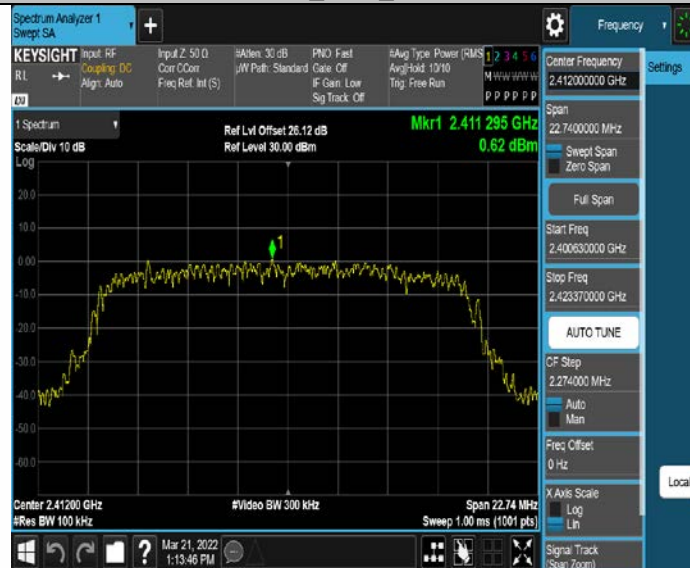 Spectrum Analyzer 1
Swept SA
+
Frequency
KEYSIGHT
RL
Input: RF
Coupling: DC
Align: Auto
Input Z: 50 Ω
Corr CCorr
Freq Ref: Int (S)
#Atten: 30 dB
µW Path: Standard
PNO: Fast
Gate: Off
IF Gain: Low
Sig Track: Off
#Avg Type: Power (RMS)
Avg|Hold: 10/10
Trig: Free Run
1 2 3 4 5 6
M W W W W W
P P P P P P
1 Spectrum
Scale/Div 10 dB
Log
Ref Lvl Offset 26.12 dB
Ref Level 30.00 dBm
Mkr1 2.411 295 GHz
0.62 dBm
20.0
10.0
0.00
-10.0
-20.0
-30.0
-40.0
-50.0
-60.0
1
Center 2.41200 GHz
#Res BW 100 kHz
#Video BW 300 kHz
Span 22.74 MHz
Sweep 1.00 ms (1001 pts)
Mar 21, 2022
1:13:46 PM
?
Center Frequency
2.412000000 GHz
Settings
Span
22.7400000 MHz
Swept Span
Zero Span
Full Span
Start Freq
2.400630000 GHz
Stop Freq
2.423370000 GHz
AUTO TUNE
CF Step
2.274000 MHz
Auto
Man
Freq Offset
0 Hz
X Axis Scale
Log
Lin
Local
Signal Track
(Span Zoom)